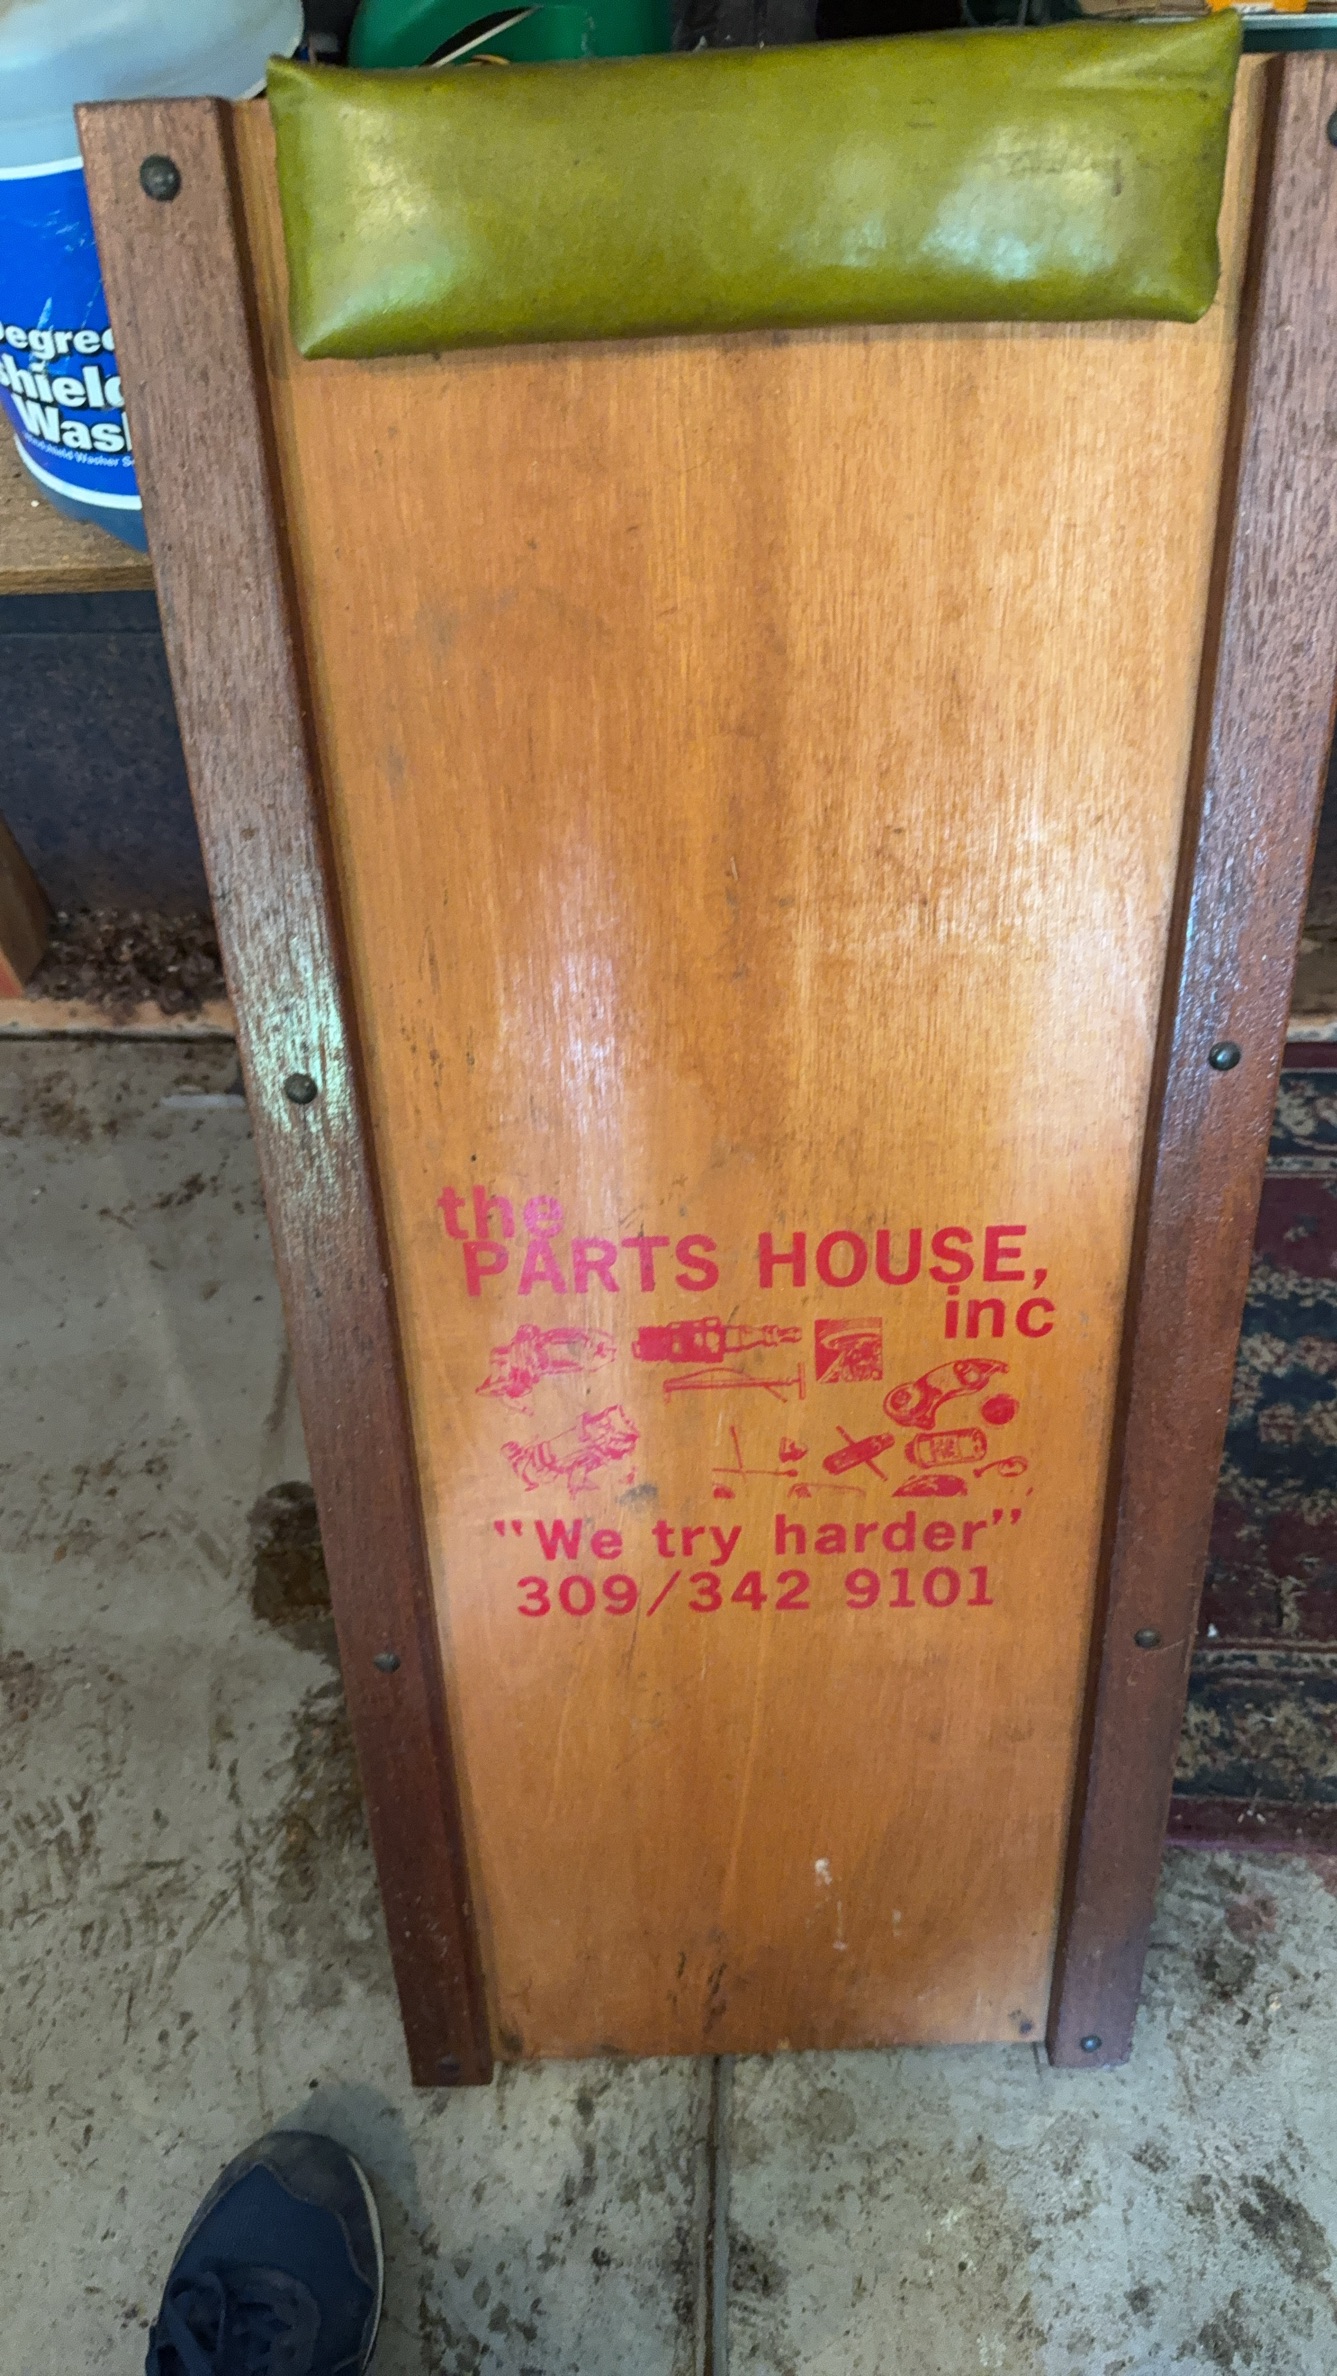 the
PARTS HOUSE,
inc
"We try harder"
309/342 9101